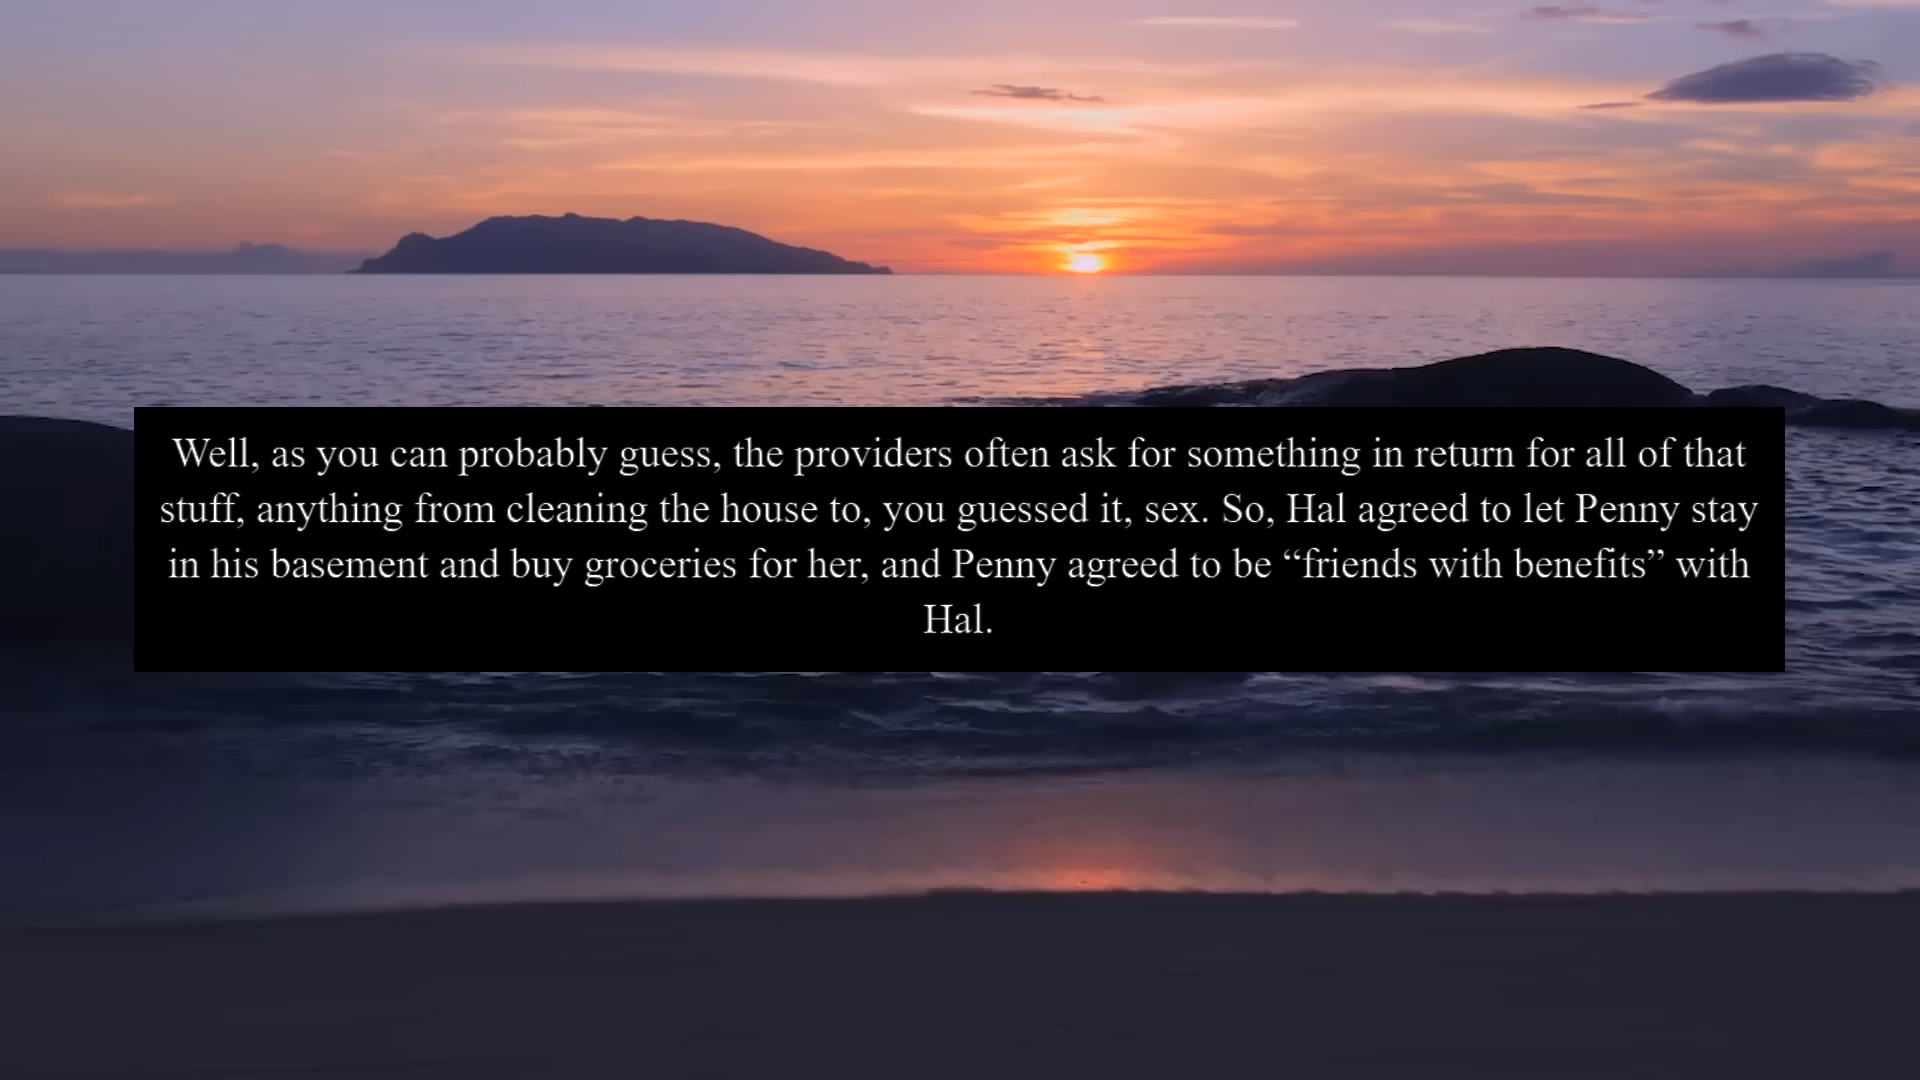 Well, as you can probably guess, the providers often ask for something in return for all of that
stuff, anything from cleaning the house to, you guessed it, sex. So, Hal agreed to let Penny stay
in his basement and buy groceries for her, and Penny agreed to be “friends with benefits” with
Hal.